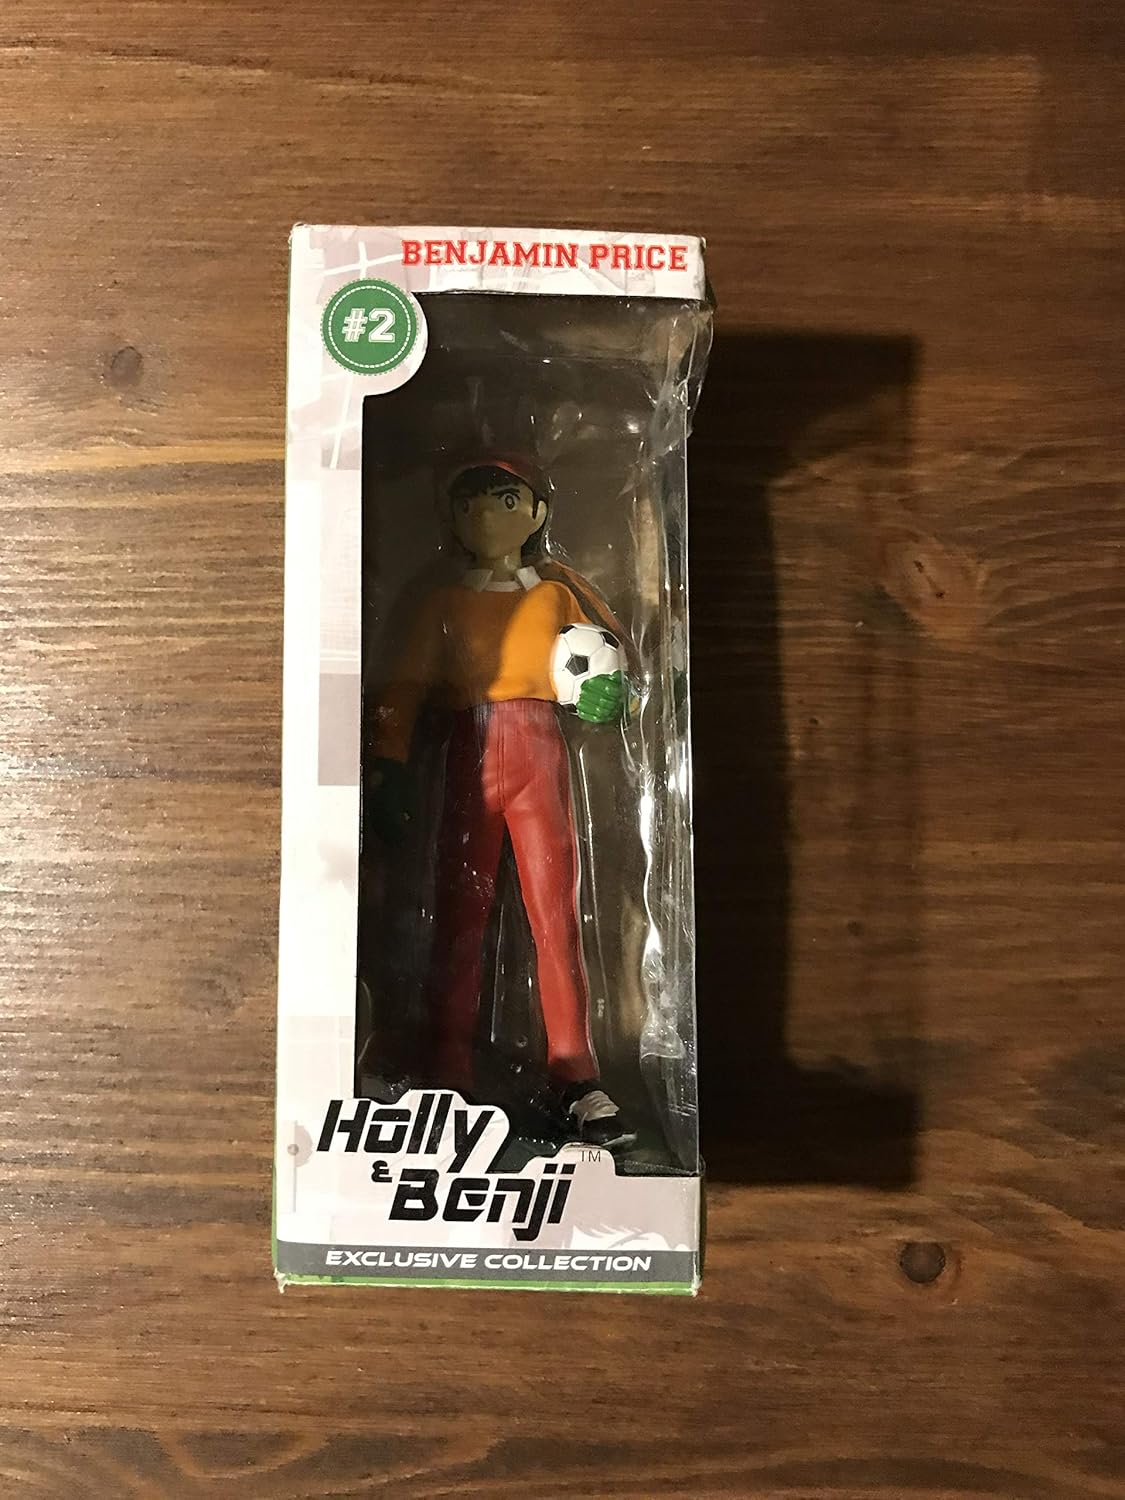 BENJAMIN PRICE
#2
Holly
& Benji TM
EXCLUSIVE COLLECTION